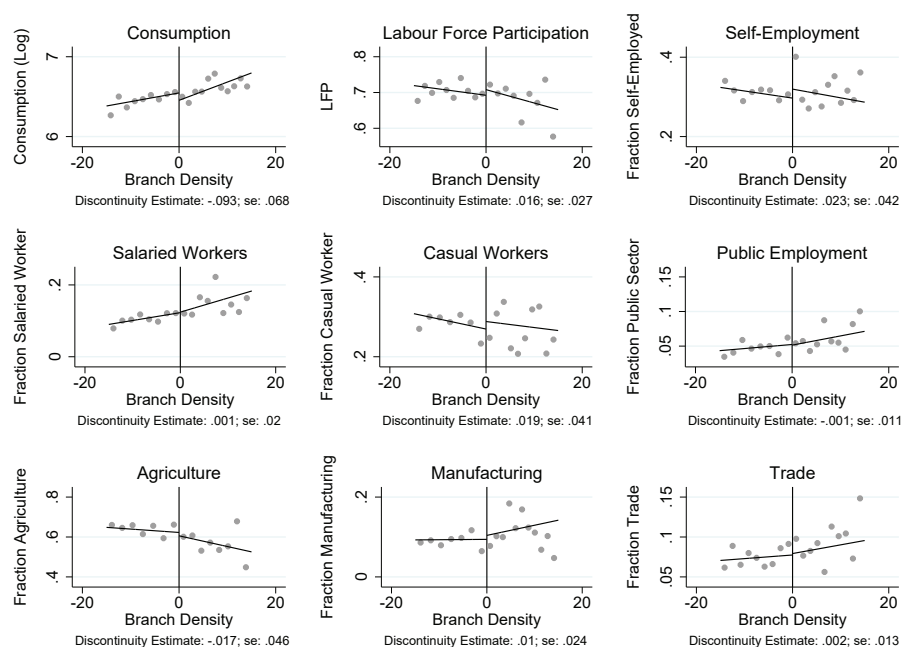 Consumption
Consumption (Log)
7
6
-20 0 20
Branch Density
Discontinuity Estimate: -.093; se: .068
Labour Force Participation
LFP
.8
.7
.6
-20 0 20
Branch Density
Discontinuity Estimate: .016; se: .027
Self-Employment
Fraction Self-Employed
.4
.2
-20 0 20
Branch Density
Discontinuity Estimate: .023; se: .042
Salaried Workers
Fraction Salaried Worker
.2
0
-20 0 20
Branch Density
Discontinuity Estimate: .001; se: .02
Casual Workers
Fraction Casual Worker
.4
.2
-20 0 20
Branch Density
Discontinuity Estimate: .019; se: .041
Public Employment
Fraction Public Sector
.15
.1
.05
-20 0 20
Branch Density
Discontinuity Estimate: -.001; se: .011
Agriculture
Fraction Agriculture
.8
.6
.4
-20 0 20
Branch Density
Discontinuity Estimate: -.017; se: .046
Manufacturing
Fraction Manufacturing
.2
0
-20 0 20
Branch Density
Discontinuity Estimate: .01; se: .024
Trade
Fraction Trade
.15
.1
.05
-20 0 20
Branch Density
Discontinuity Estimate: .002; se: .013